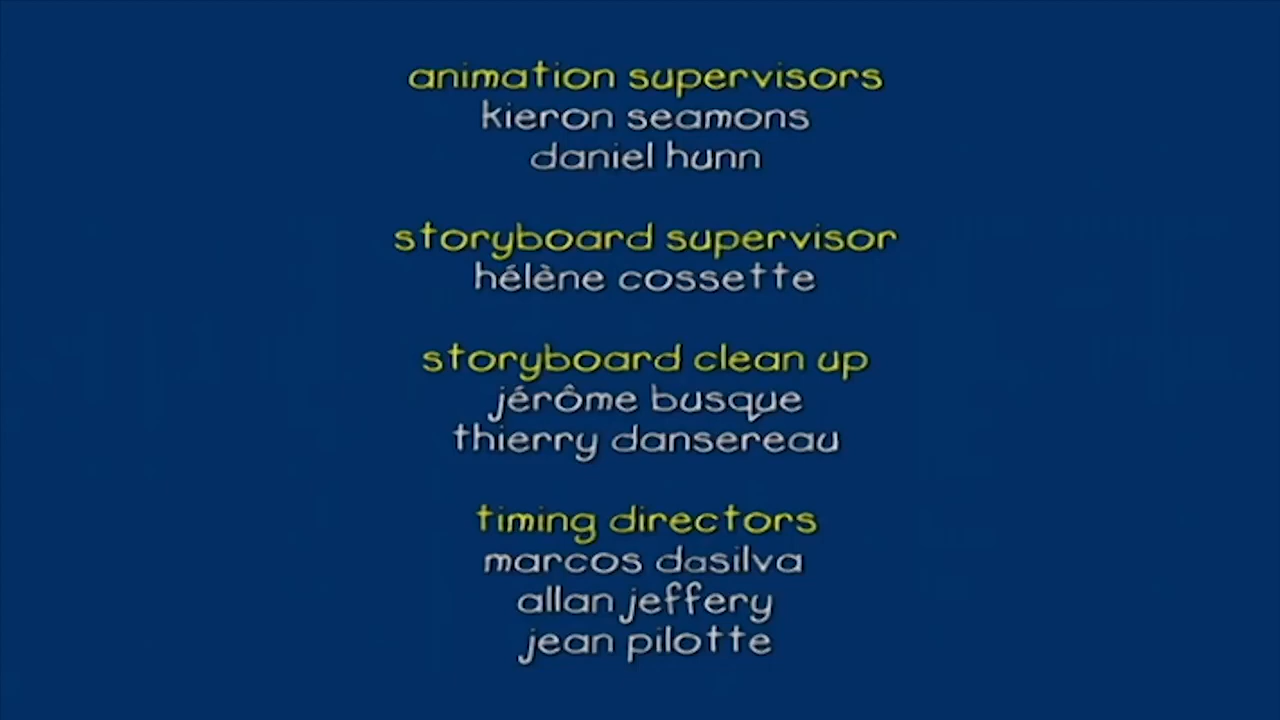 animation supervisors
kieron seamons
daniel hunn
storyboard supervisor
hélène cossette
storyboard clean up
jérôme busque
thierry dansereau
timing directors
marcos dasilva
allan jeffery
jean pilotte